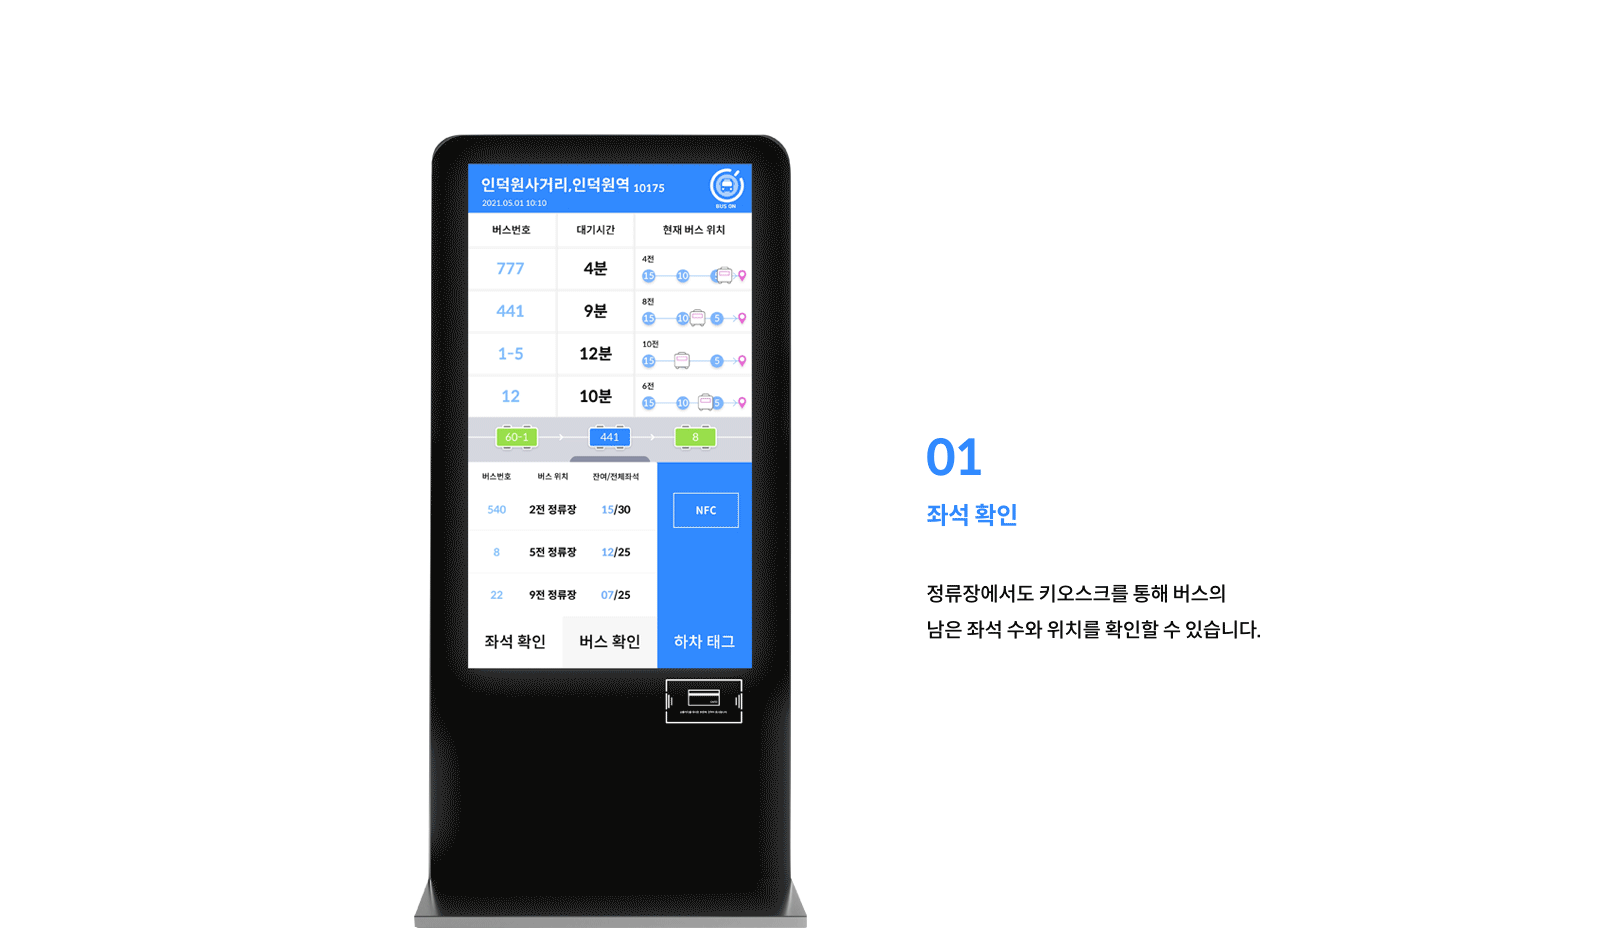 인덕원사거리,인덕원역 10175
2021.05.01 10:10
BUS ON
버스번호 대기시간 현재 버스 위치
777 4분
4전
15 10
441 9분
8전
15 10 5
1-5 12분
10전
15 5
12 10분
6전
15 10 5
60-1 441 8
버스번호 버스 위치 잔여/전체좌석
540 2전 정류장 15/30
8 5전 정류장 12/25
22 9전 정류장 07/25
NFC
좌석 확인 버스 확인 하차 태그
01
좌석 확인
정류장에서도 키오스크를 통해 버스의
남은 좌석 수와 위치를 확인할 수 있습니다.